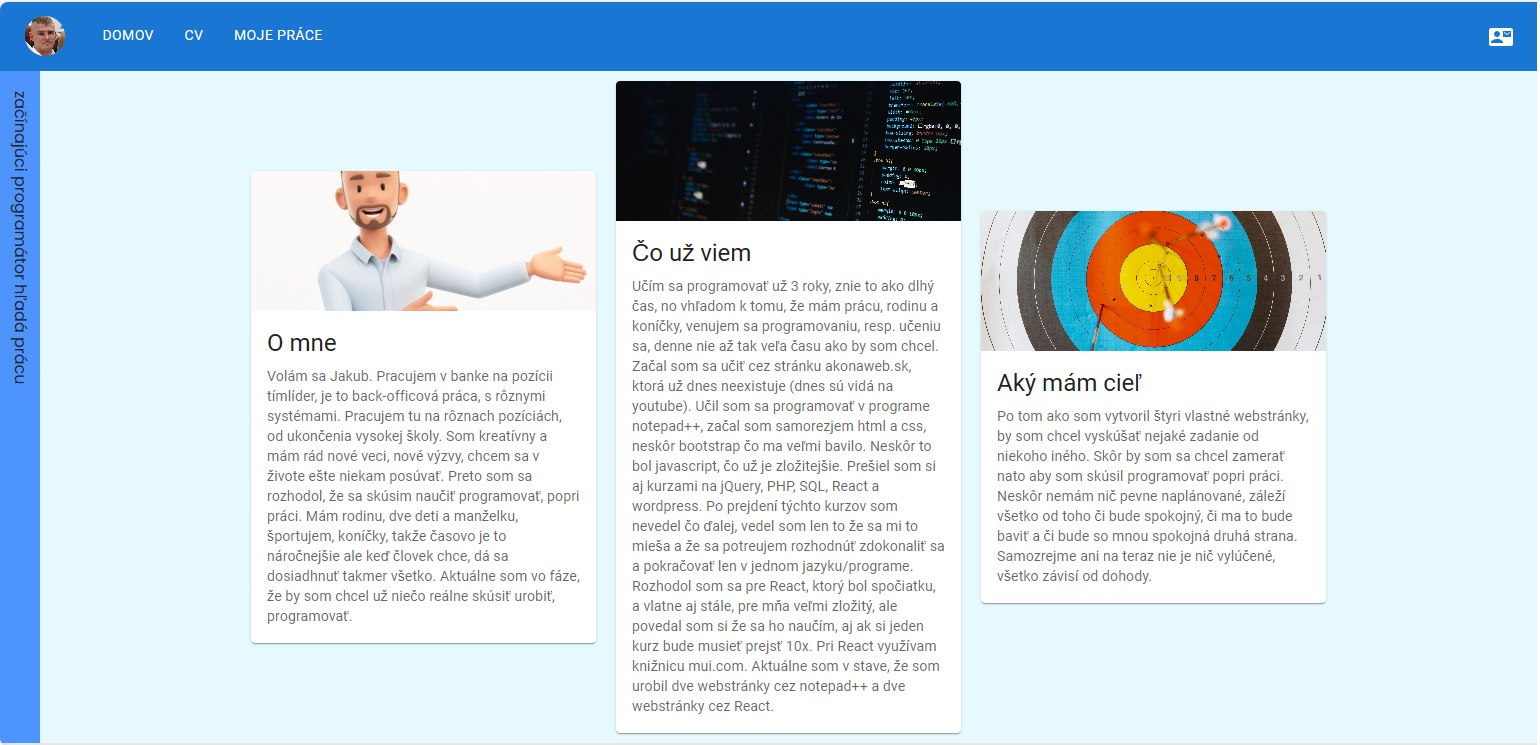 DOMOV CV MOJE PRÁCE
začínajúci programátor hľadá prácu
O mne
Volám sa Jakub. Pracujem v banke na pozícii
tímlíder, je to back-officová práca, s rôznymi
systémami. Pracujem tu na rôznach pozíciách,
od ukončenia vysokej školy. Som kreatívny a
mám rád nové veci, nové výzvy, chcem sa v
živote ešte niekam posúvať. Preto som sa
rozhodol, že sa skúsim naučiť programovať, popri
práci. Mám rodinu, dve deti a manželku,
športujem, koníčky, takže časovo je to
náročnejšie ale keď človek chce, dá sa
dosiadhnuť takmer všetko. Aktuálne som vo fáze,
že by som chcel už niečo reálne skúsiť urobiť,
programovať.
Čo už viem
Učím sa programovať už 3 roky, znie to ako dlhý
čas, no vhľadom k tomu, že mám prácu, rodinu a
koníčky, venujem sa programovaniu, resp. učeniu
sa, denne nie až tak veľa času ako by som chcel.
Začal som sa učiť cez stránku akonaweb.sk,
ktorá už dnes neexistuje (dnes sú vidá na
youtube). Učil som sa programovať v programe
notepad++, začal som samorezjem html a css,
neskôr bootstrap čo ma veľmi bavilo. Neskôr to
bol javascript, čo už je zložitejšie. Prešiel som si
aj kurzami na jQuery, PHP, SQL, React a
wordpress. Po prejdení týchto kurzov som
nevedel čo ďalej, vedel som len to že sa mi to
mieša a že sa potreujem rozhodnúť zdokonaliť sa
a pokračovať len v jednom jazyku/programe.
Rozhodol som sa pre React, ktorý bol spočiatku,
a vlatne aj stále, pre mňa veľmi zložitý, ale
povedal som si že sa ho naučím, aj ak si jeden
kurz bude musieť prejsť 10x. Pri React využívam
knižnicu mui.com. Aktuálne som v stave, že som
urobil dve webstránky cez notepad++ a dve
webstránky cez React.
Aký mám cieľ
Po tom ako som vytvoril štyri vlastné webstránky,
by som chcel vyskúšať nejaké zadanie od
niekoho iného. Skôr by som sa chcel zamerať
nato aby som skúsil programovať popri práci.
Neskôr nemám nič pevne naplánované, záleží
všetko od toho či bude spokojný, či ma to bude
baviť a či bude so mnou spokojná druhá strana.
Samozrejme ani na teraz nie je nič vylúčené,
všetko závisí od dohody.